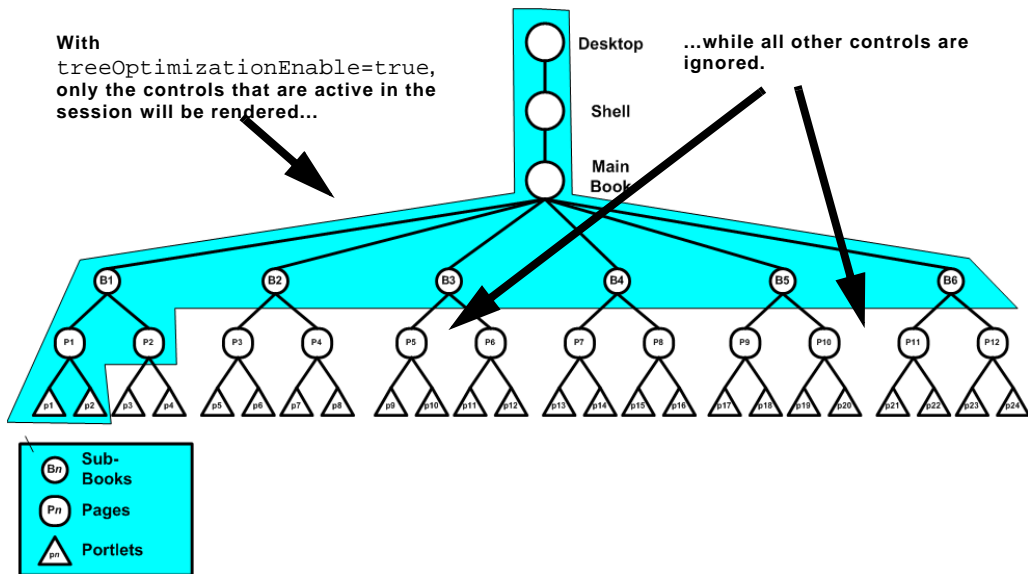 With
treeOptimizationEnable=true,
only the controls that are active in the
session will be rendered...
...while all other controls are
ignored.
Desktop
Shell
Main
Book
B1 B2 B3 B4 B5 B6
P1 P2 P3 P4 P5 P6 P7 P8 P9 P10 P11 P12
p1 p2 p3 p4 p5 p6 p7 p8 p9 p10 p11 p12 p13 p14 p15 p16 p17 p18 p19 p20 p21 p22 p23 p24
Bn Sub-
Books
Pn Pages
pn Portlets